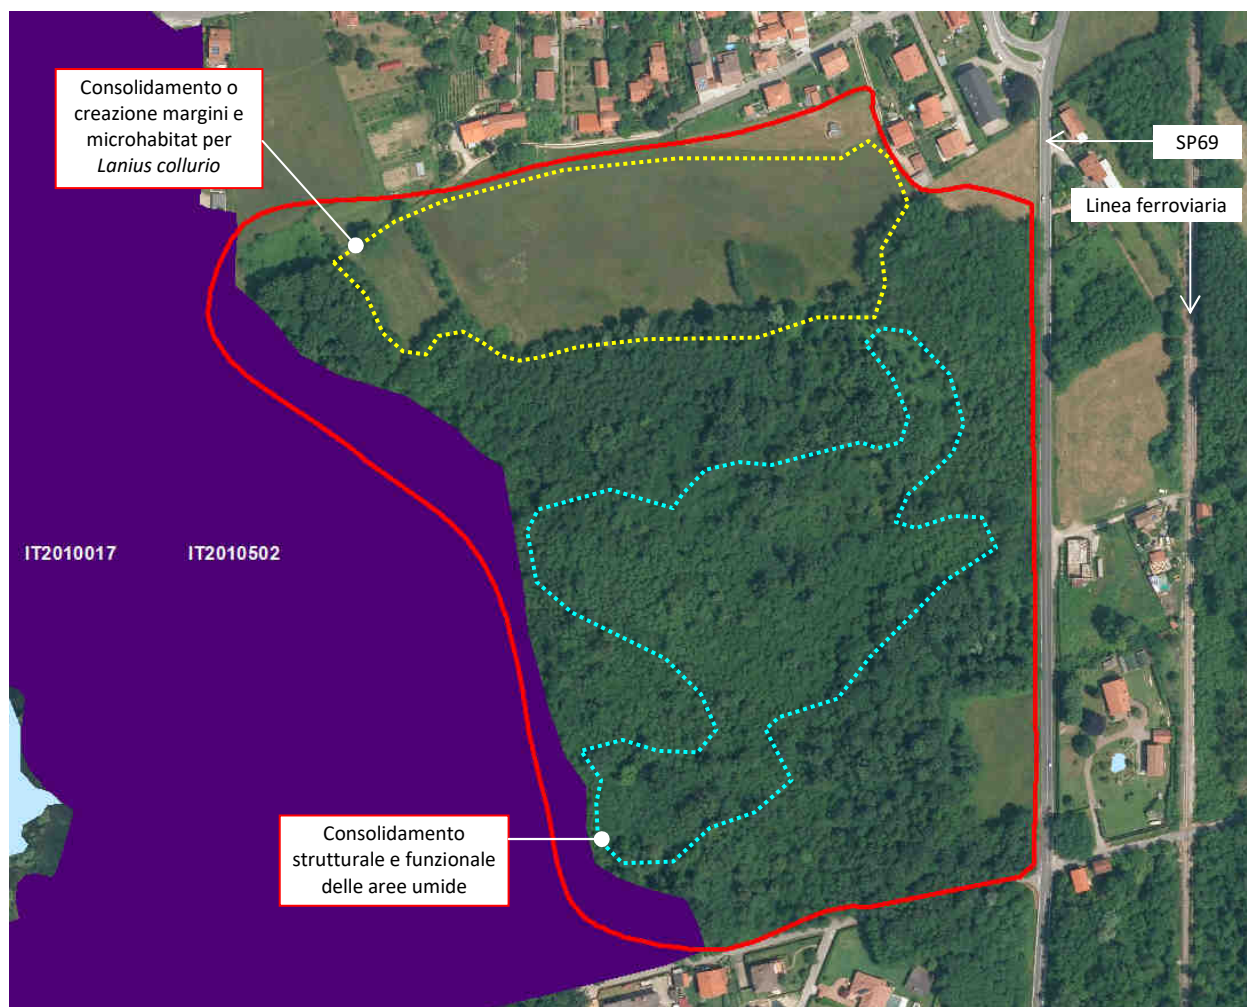 Consolidamento o
creazione margini e
microhabitat per
Lanius collurio
SP69
Linea ferroviaria
IT2010017
IT2010502
Consolidamento
strutturale e funzionale
delle aree umide